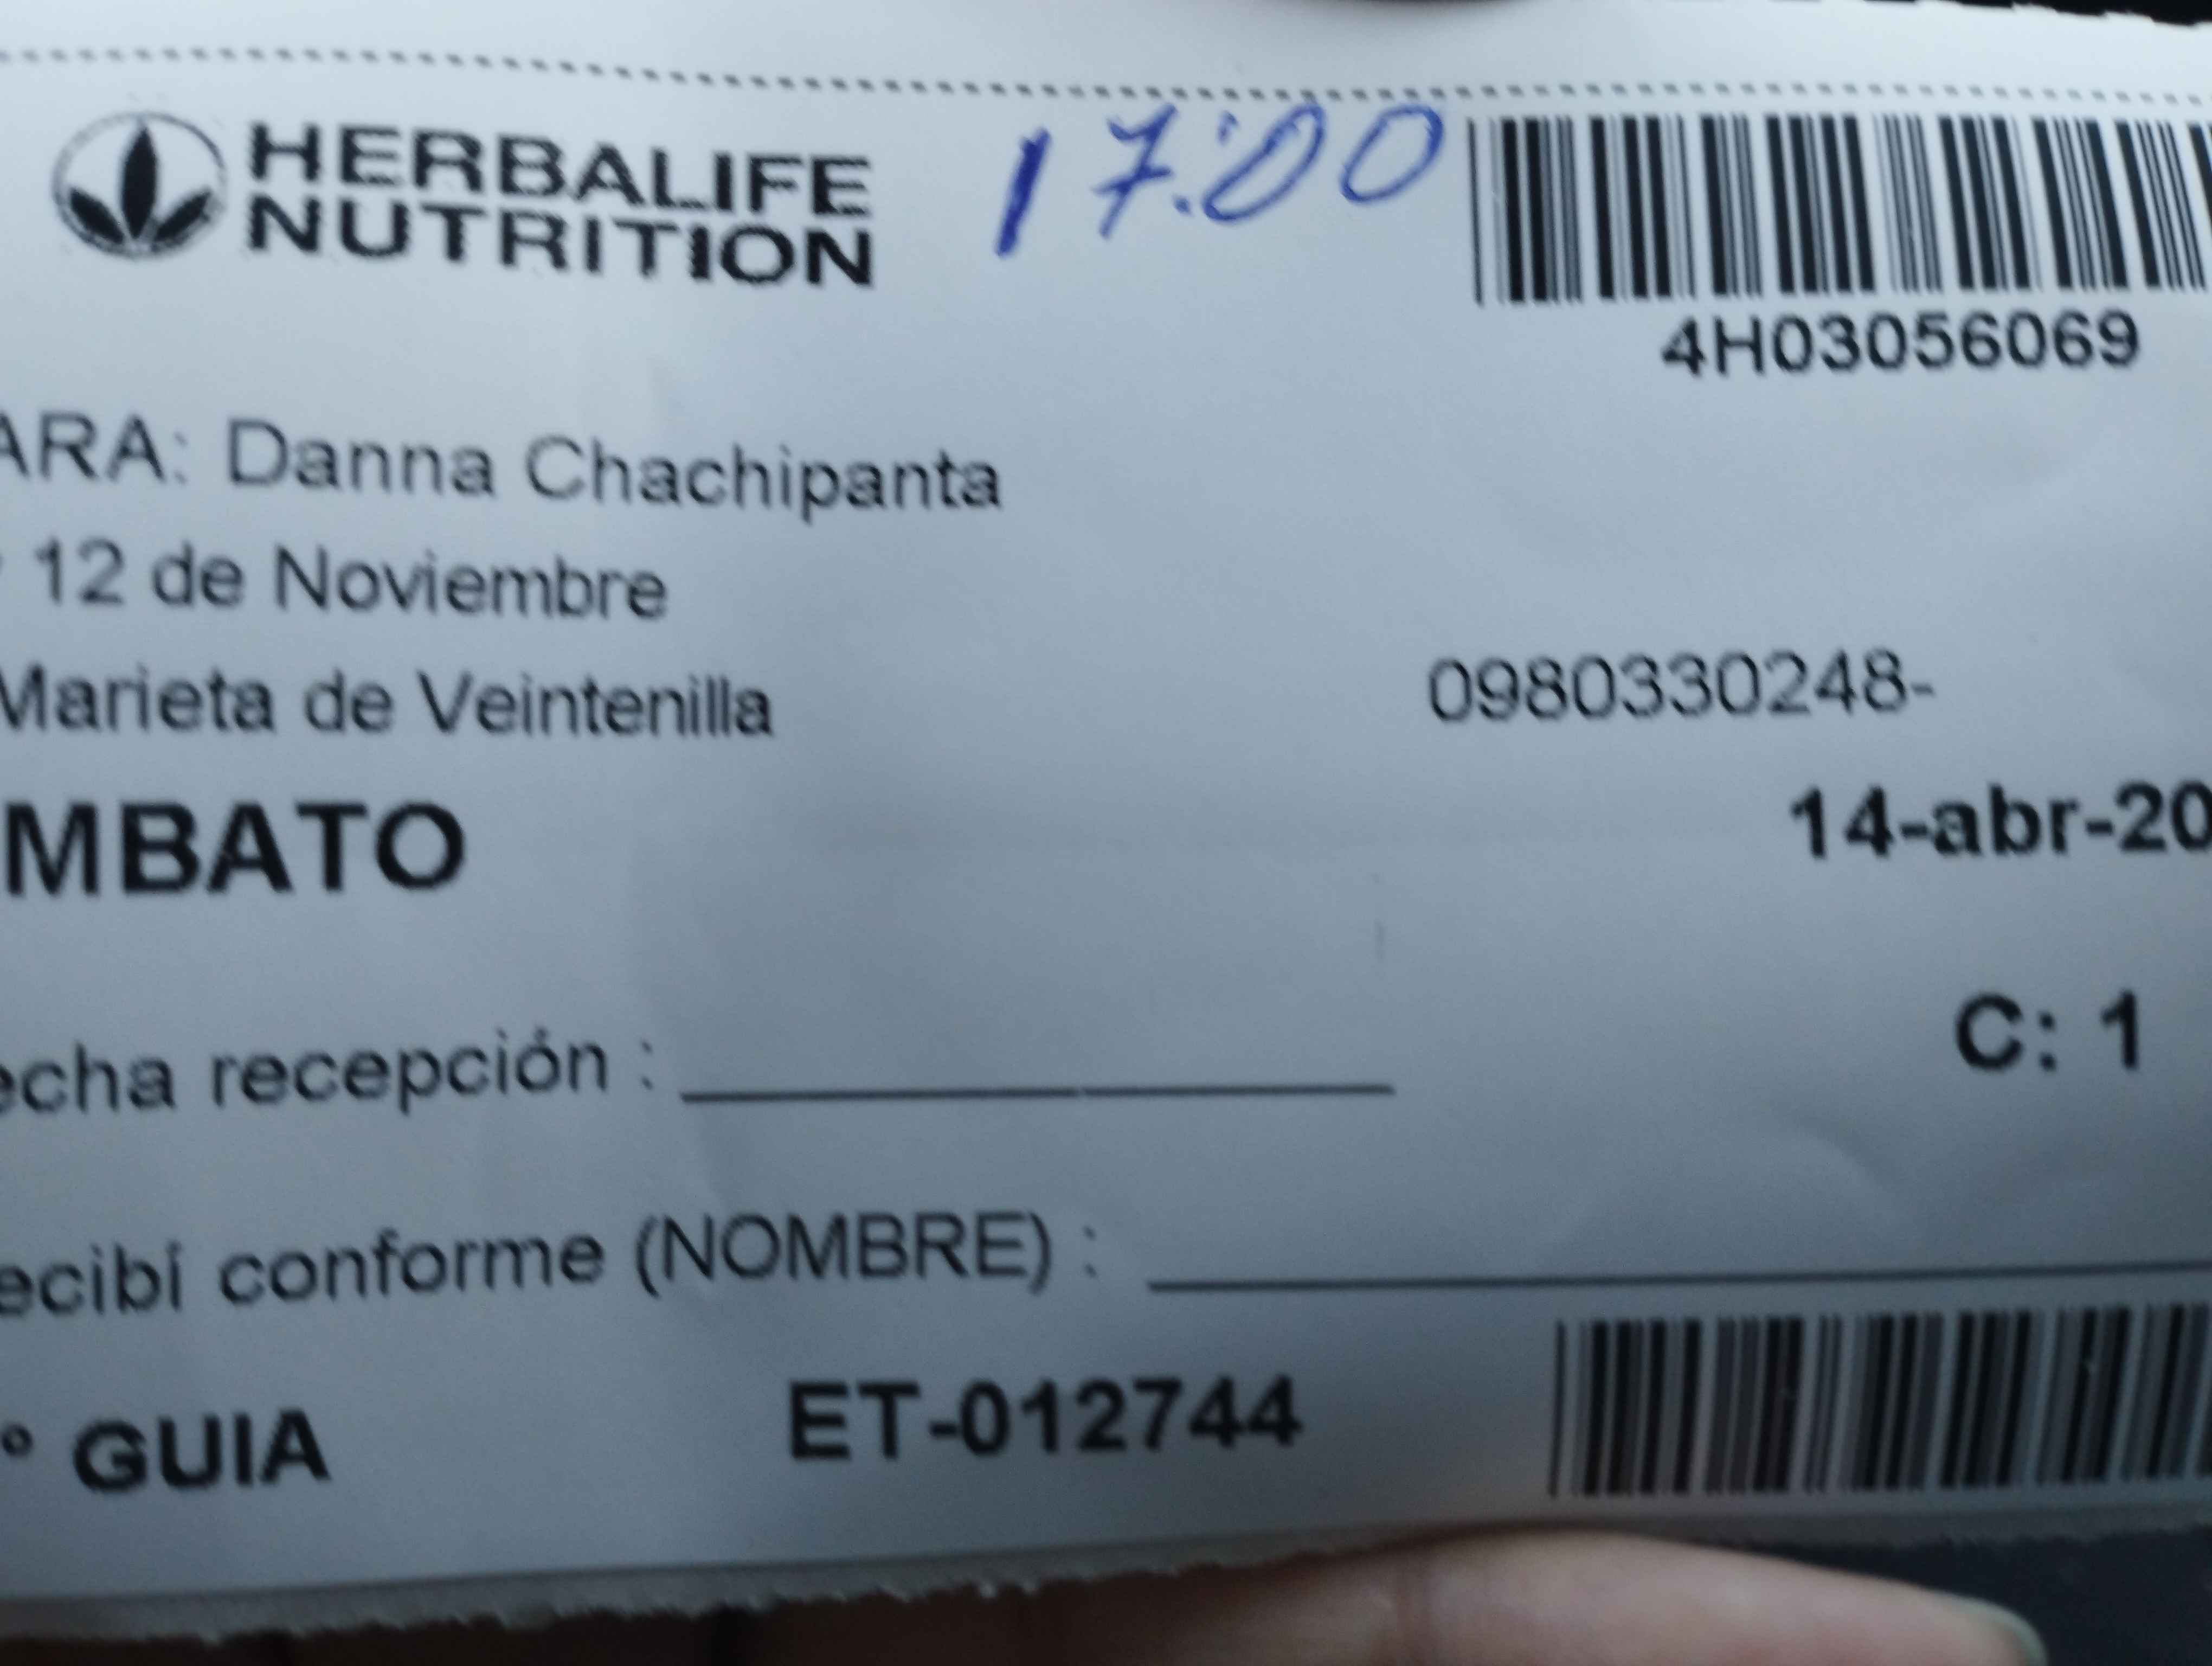 HERBALIFE
NUTRITION
17:00
4H03056069
ARA: Danna Chachipanta
12 de Noviembre
Marieta de Veintenilla
0980330248-
MBATO
14-abr-20
C: 1
echa recepción :
ecibí conforme (NOMBRE) :
° GUIA
ET-012744